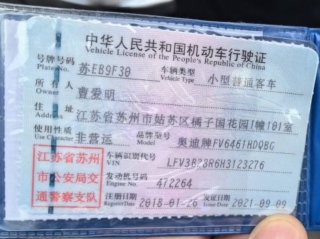 中华人民共和国机动车行驶证
Vehicle License of the People's Republic of China
号牌号码 苏EB9F30 车辆类型 小型普通客车
Plate No. Vehicle Type
所有人 曹爱明
Owner
住址 江苏省苏州市姑苏区橘子国花园1幢101室
Address
使用性质 非营运 品牌型号 奥迪牌FV6461HDQBG
Use Character Model
江苏省苏州 车辆识别代号 LFV3B23R6H3123276
VIN
市公安局交 发动机号码 472264
Engine No.
通警察支队 注册日期 2018-01-26 发证日期 2021-09-09
Register Date Issue Date